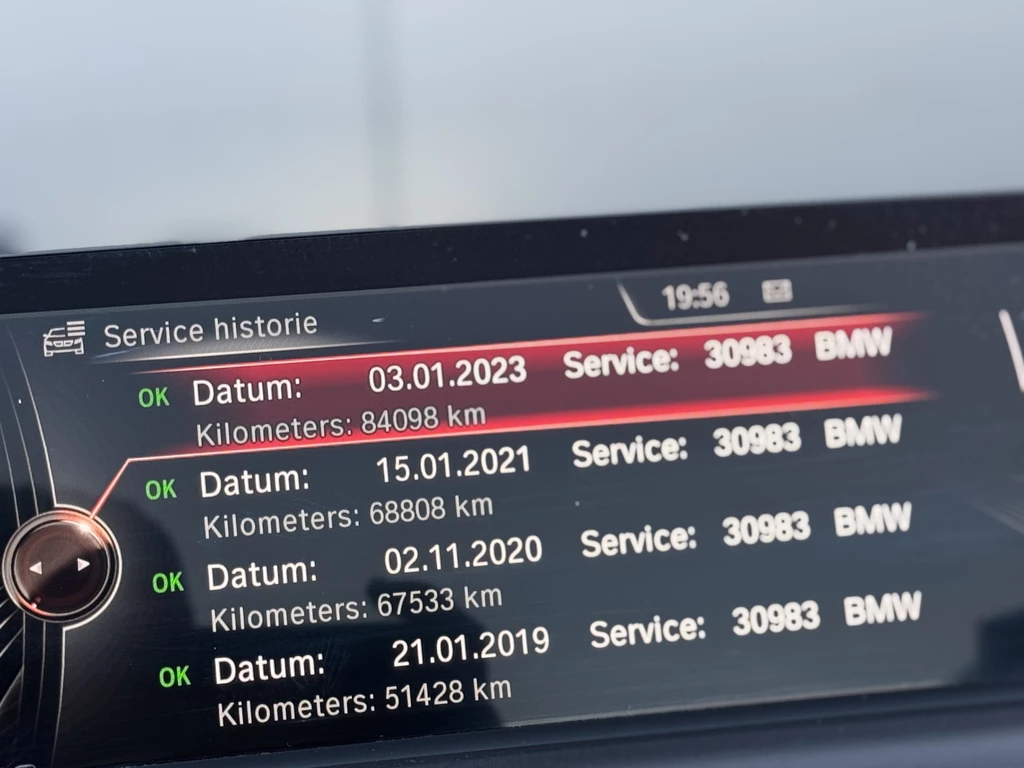 Service historie
19:56
OK Datum: 03.01.2023 Service: 30983 BMW
Kilometers: 84098 km
OK Datum: 15.01.2021 Service: 30983 BMW
Kilometers: 68808 km
OK Datum: 02.11.2020 Service: 30983 BMW
Kilometers: 67533 km
OK Datum: 21.01.2019 Service: 30983 BMW
Kilometers: 51428 km